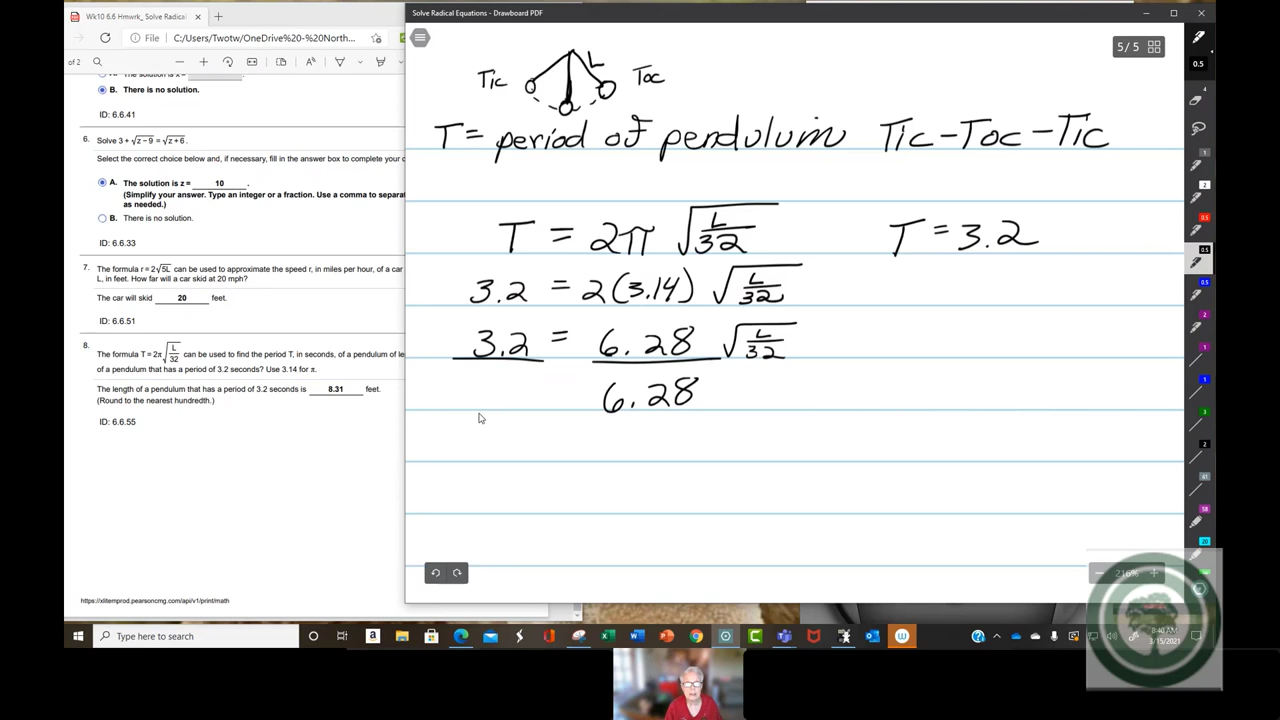 Wk10 6.6 Hmwrk_ Solve Radical
Solve Radical Equations - Drawboard PDF
File C:/Users/Twotw/OneDrive%20-%20North...
of 2
5/5
B. There is no solution.
ID: 6.6.41
6. Solve 3 + √z−9 = √z+6.
Select the correct choice below and, if necessary, fill in the answer box to complete your c
A. The solution is z = 10 .
(Simplify your answer. Type an integer or a fraction. Use a comma to separat
as needed.)
B. There is no solution.
ID: 6.6.33
7. The formula r = 2√5L can be used to approximate the speed r, in miles per hour, of a car
L, in feet. How far will a car skid at 20 mph?
The car will skid 20 feet.
ID: 6.6.51
8. The formula T = 2π √L/32 can be used to find the period T, in seconds, of a pendulum of le
of a pendulum that has a period of 3.2 seconds? Use 3.14 for π.
The length of a pendulum that has a period of 3.2 seconds is 8.31 feet.
(Round to the nearest hundredth.)
ID: 6.6.55
https://xlitemprod.pearsoncmg.com/api/v1/print/math
Tic L Toc
T = period of pendulum Tic-Toc-Tic
T = 2π √L/32 T = 3.2
3.2 = 2(3.14) √L/32
3.2 = 6.28 √L/32
6.28
216%
Type here to search
8:40 AM
3/15/2021